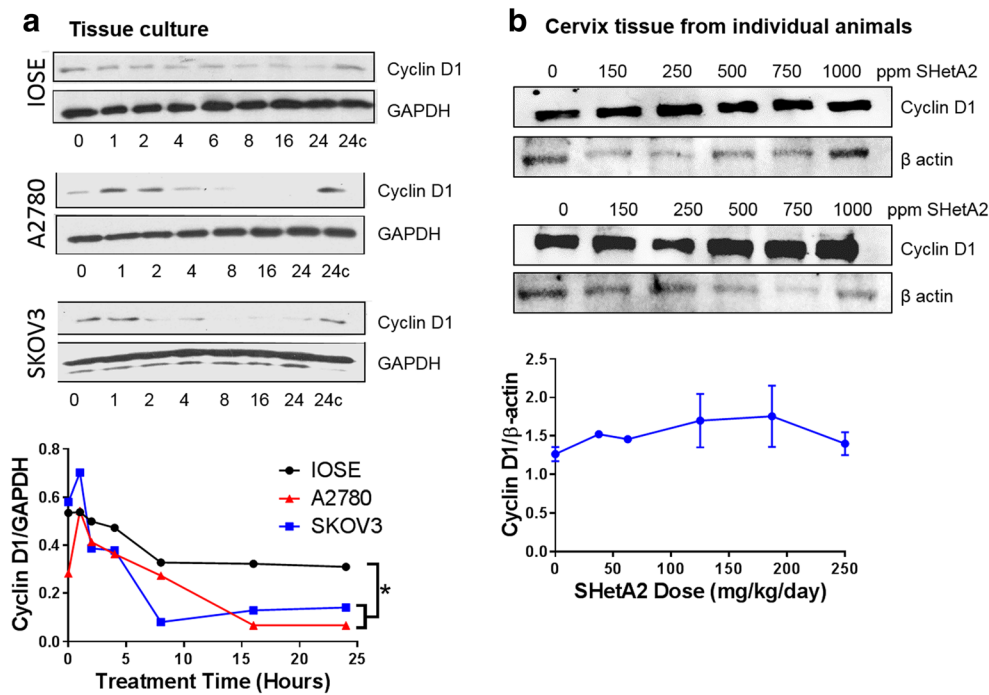 a Tissue culture
IOSE
Cyclin D1
GAPDH
0 1 2 4 6 8 16 24 24c
A2780
Cyclin D1
GAPDH
0 1 2 4 8 16 24 24c
SKOV3
Cyclin D1
GAPDH
0 1 2 4 8 16 24 24c
Cyclin D1/GAPDH
0.8
0.6
0.4
0.2
0.0
IOSE
A2780
SKOV3
*
0 5 10 15 20 25
Treatment Time (Hours)
b Cervix tissue from individual animals
0 150 250 500 750 1000 ppm SHetA2
Cyclin D1
β actin
0 150 250 500 750 1000 ppm SHetA2
Cyclin D1
β actin
Cyclin D1/β-actin
2.5
2.0
1.5
1.0
0.5
0.0
0 50 100 150 200 250
SHetA2 Dose (mg/kg/day)